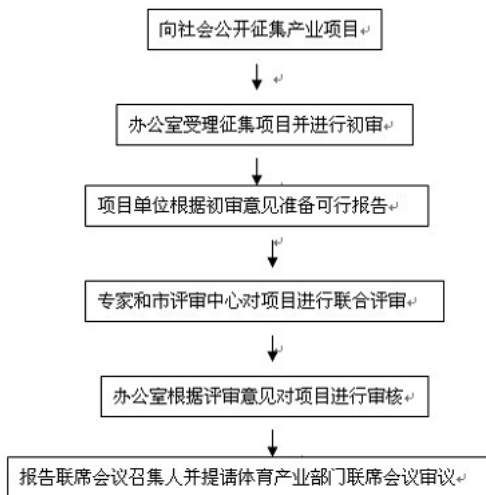 向社会公开征集产业项目
办公室受理征集项目并进行初审
项目单位根据初审意见准备可行报告
专家和市评审中心对项目进行联合评审
办公室根据评审意见对项目进行审核
报告联席会议召集人并提请体育产业部门联席会议审议